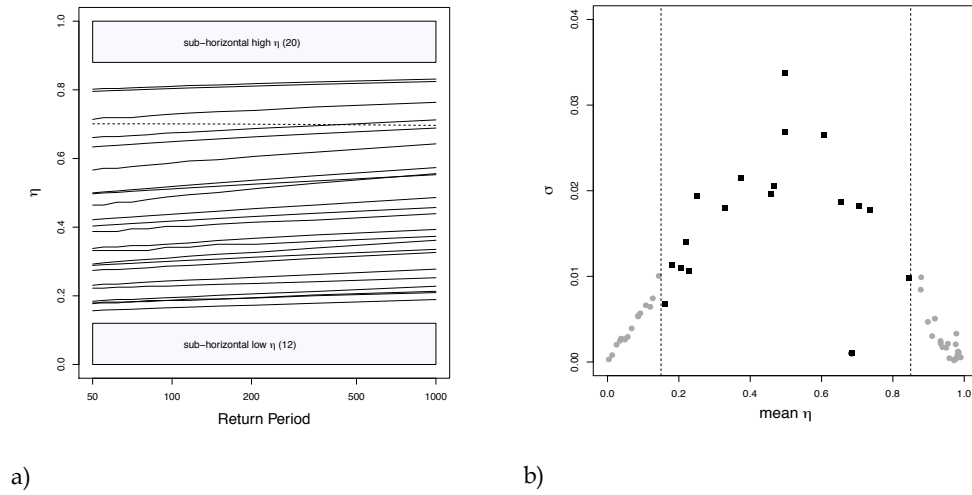 1.0
0.8
0.6
0.4
0.2
0.0
η
sub−horizontal high η (20)
sub−horizontal low η (12)
50 100 200 500 1000
Return Period
a)
0.04
0.03
0.02
0.01
0.00
σ
0.0 0.2 0.4 0.6 0.8 1.0
mean η
b)